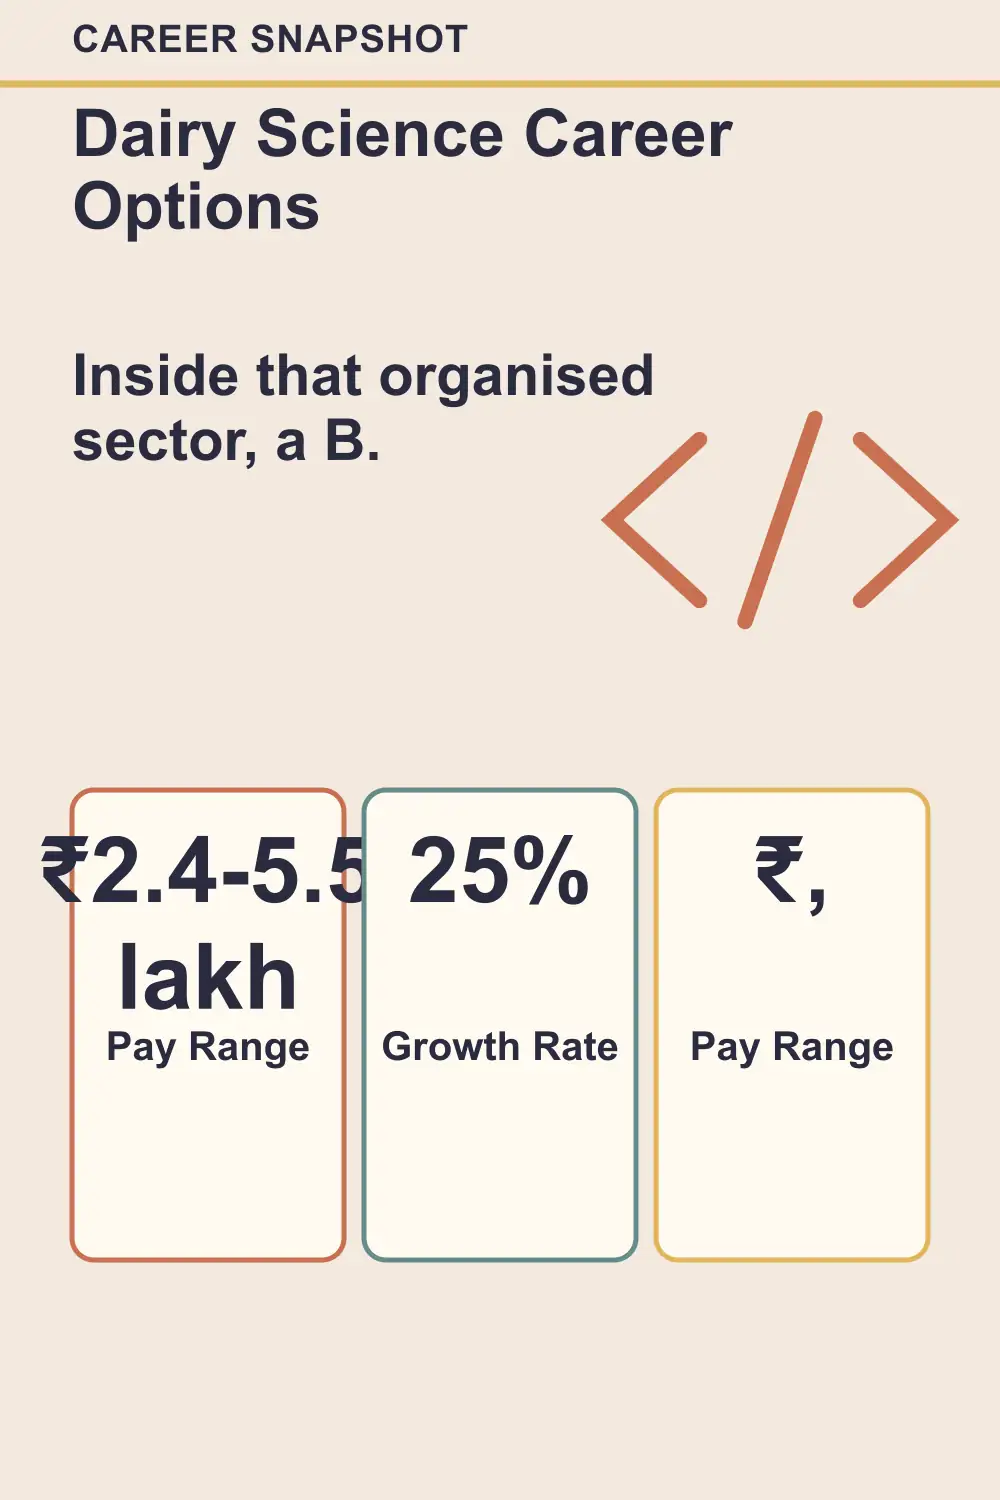 CAREER SNAPSHOT
Dairy Science Career
Options
Inside that organised
sector, a B.
₹2.4-5.5
lakh
Pay Range
25%
Growth Rate
₹,
Pay Range